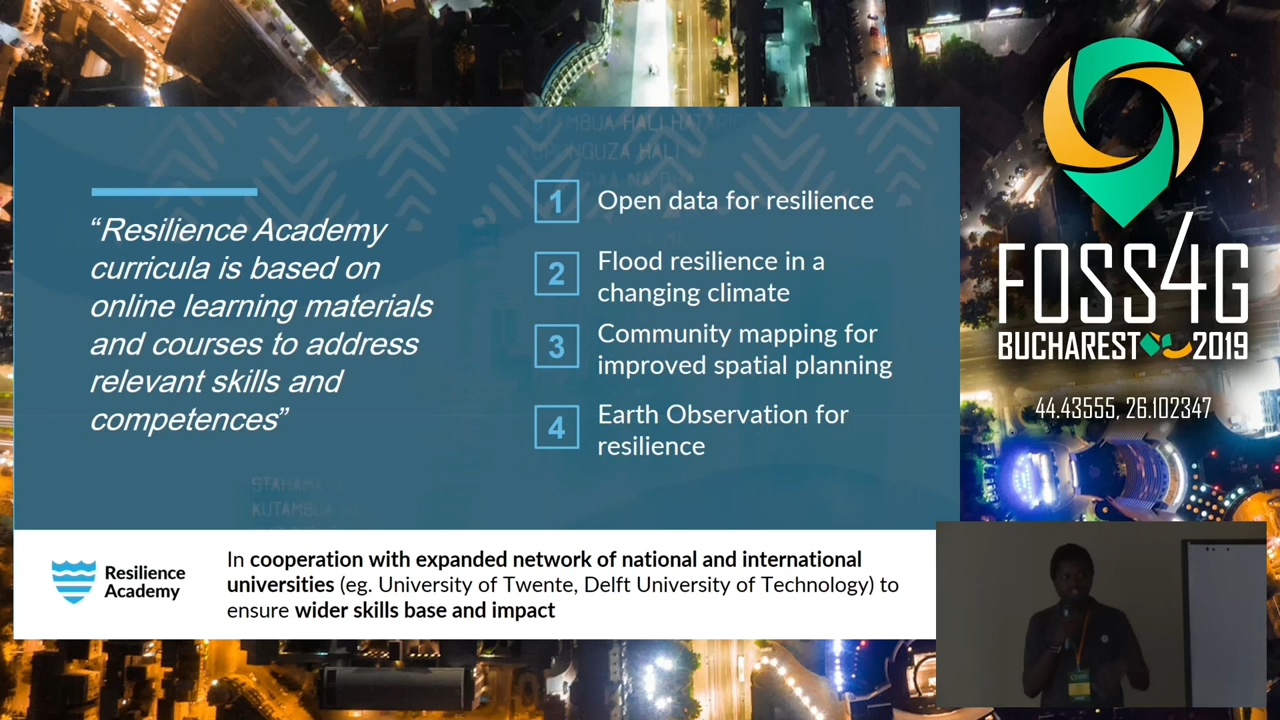 “Resilience Academy
curricula is based on
online learning materials
and courses to address
relevant skills and
competences”
1 Open data for resilience
2 Flood resilience in a
changing climate
3 Community mapping for
improved spatial planning
4 Earth Observation for
resilience
Resilience
Academy
In cooperation with expanded network of national and international
universities (eg. University of Twente, Delft University of Technology) to
ensure wider skills base and impact
FOSS4G
BUCHAREST 2019
44.43555, 26.102347